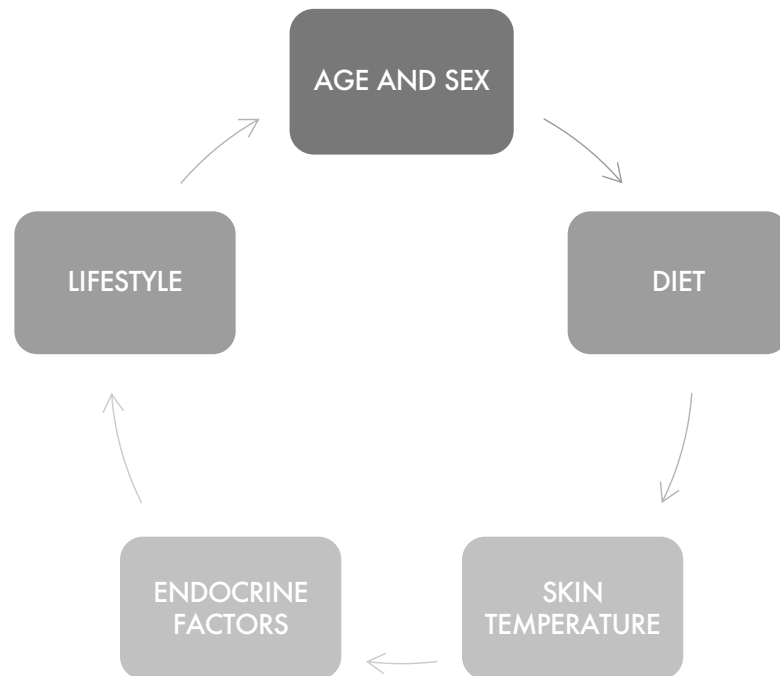 AGE AND SEX
DIET
SKIN
TEMPERATURE
ENDOCRINE
FACTORS
LIFESTYLE